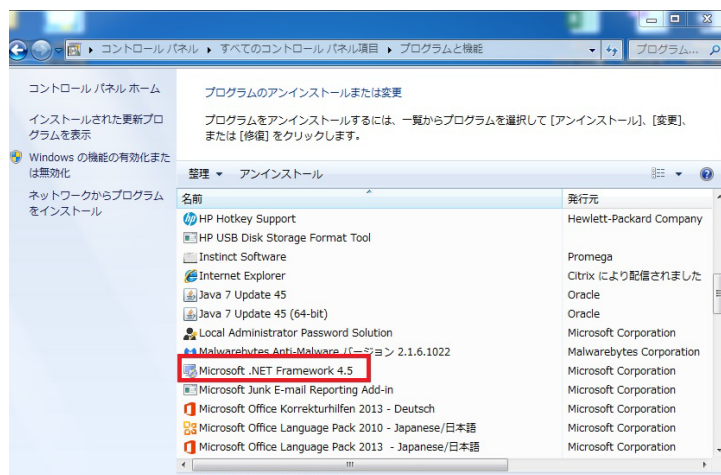 コントロール パネル ▸ すべてのコントロール パネル項目 ▸ プログラムと機能
プログラム...
コントロール パネル ホーム
インストールされた更新プロ
グラムを表示
Windows の機能の有効化また
は無効化
ネットワークからプログラム
をインストール
プログラムのアンインストールまたは変更
プログラムをアンインストールするには、一覧からプログラムを選択して [アンインストール]、[変更]、
または [修復] をクリックします。
整理 ▼ アンインストール
名前 発行元
HP Hotkey Support Hewlett-Packard Company
HP USB Disk Storage Format Tool
Instinct Software Promega
Internet Explorer Citrix により配信されました
Java 7 Update 45 Oracle
Java 7 Update 45 (64-bit) Oracle
Local Administrator Password Solution Microsoft Corporation
Malwarebytes Anti-Malware バージョン 2.1.6.1022 Malwarebytes Corporation
Microsoft .NET Framework 4.5 Microsoft Corporation
Microsoft Junk E-mail Reporting Add-in Microsoft Corporation
Microsoft Office Korrekturhilfen 2013 - Deutsch Microsoft Corporation
Microsoft Office Language Pack 2010 - Japanese/日本語 Microsoft Corporation
Microsoft Office Language Pack 2013 - Japanese/日本語 Microsoft Corporation